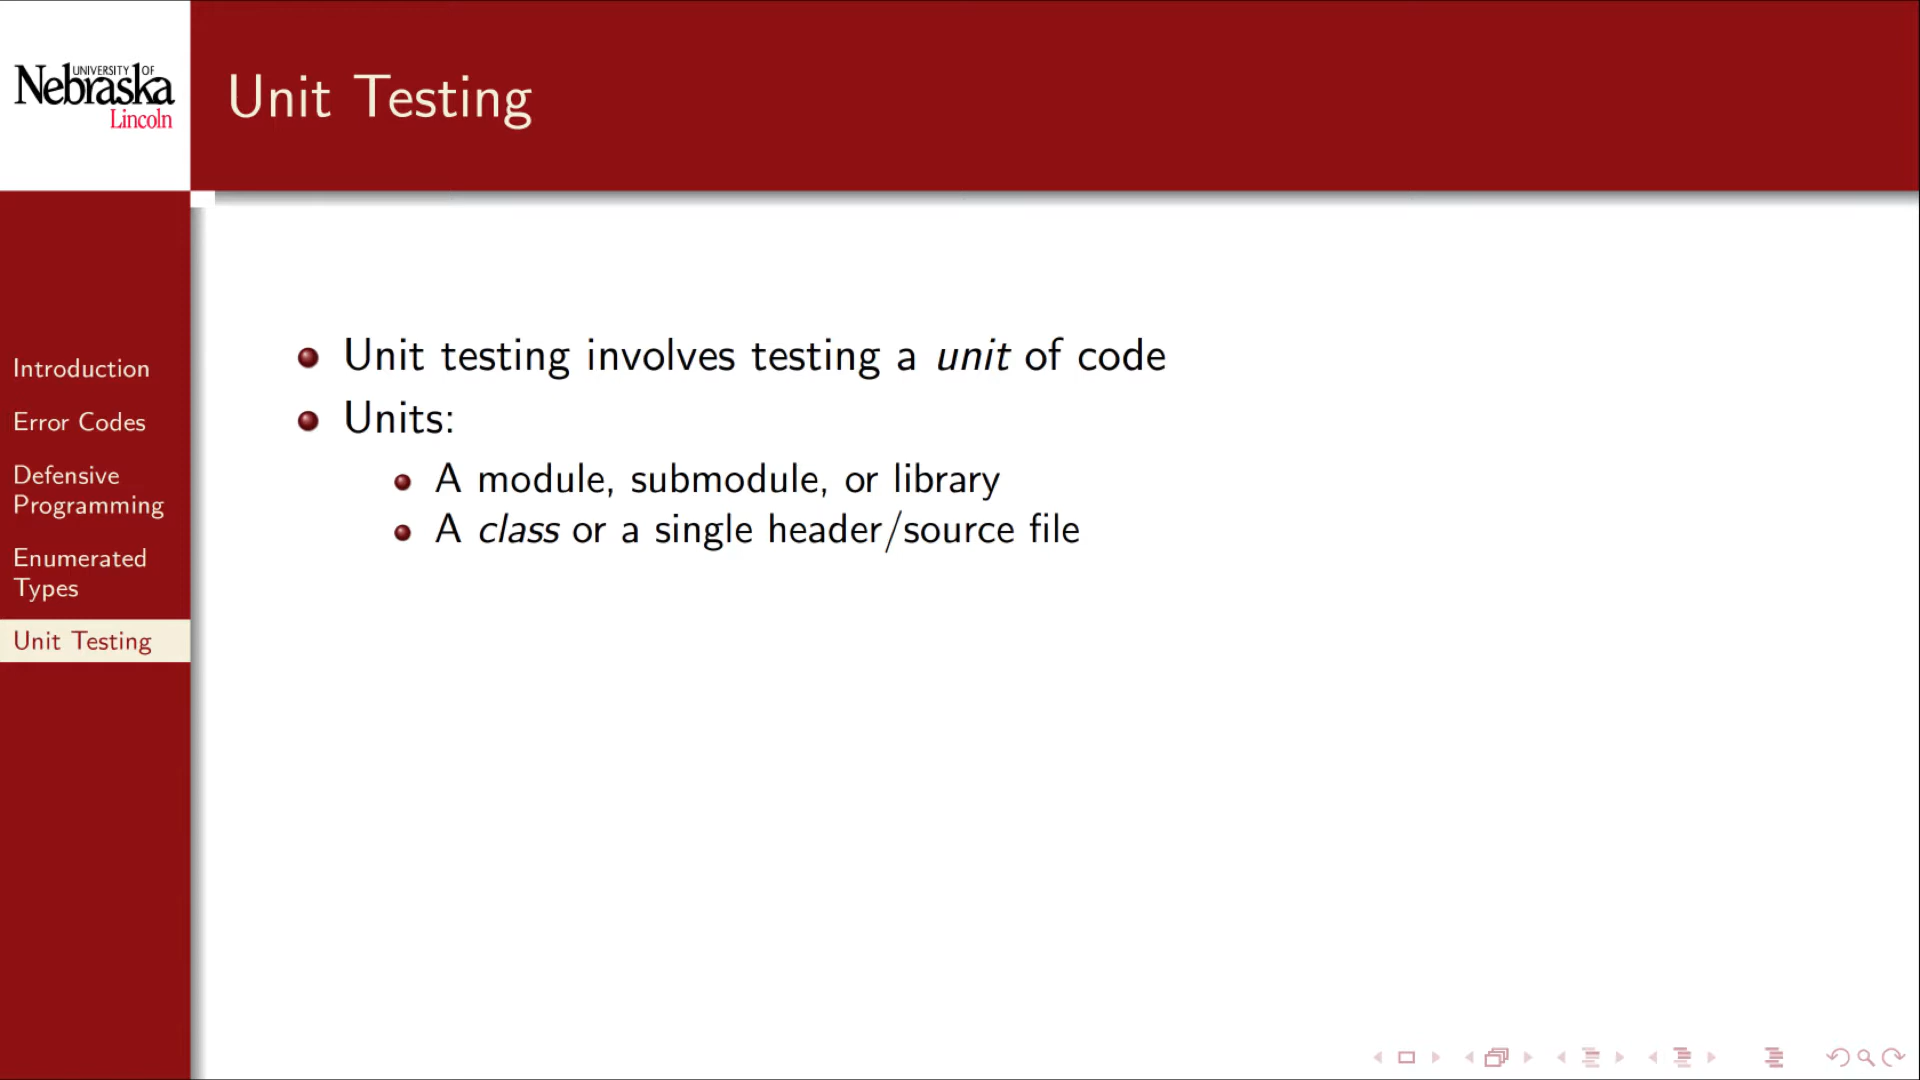 UNIVERSITY OF
Nebraska
Lincoln
Unit Testing
Introduction
Error Codes
Defensive
Programming
Enumerated
Types
Unit Testing
Unit testing involves testing a unit of code
Units:
A module, submodule, or library
A class or a single header/source file